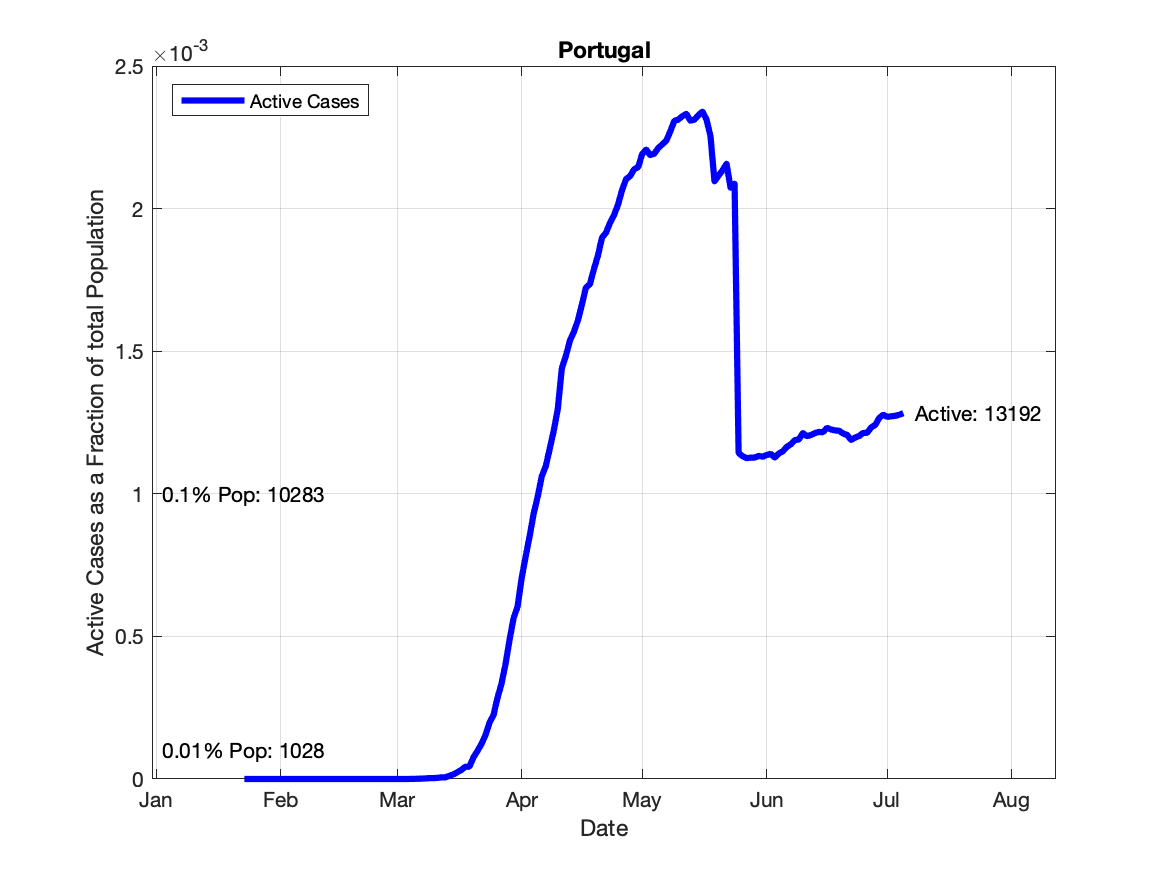 Portugal
×10-3
2.5
2
1.5
1
0.5
0
Active Cases
Active: 13192
0.1% Pop: 10283
0.01% Pop: 1028
Active Cases as a Fraction of total Population
Jan Feb Mar Apr May Jun Jul Aug
Date